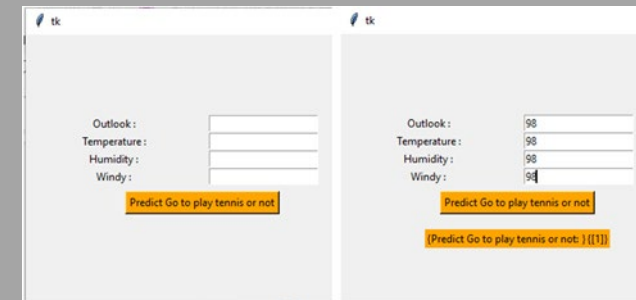 tk
Outlook :
Temperature :
Humidity :
Windy :
Predict Go to play tennis or not
tk
Outlook : 98
Temperature : 98
Humidity : 98
Windy : 98
Predict Go to play tennis or not
{Predict Go to play tennis or not: } {[1]}